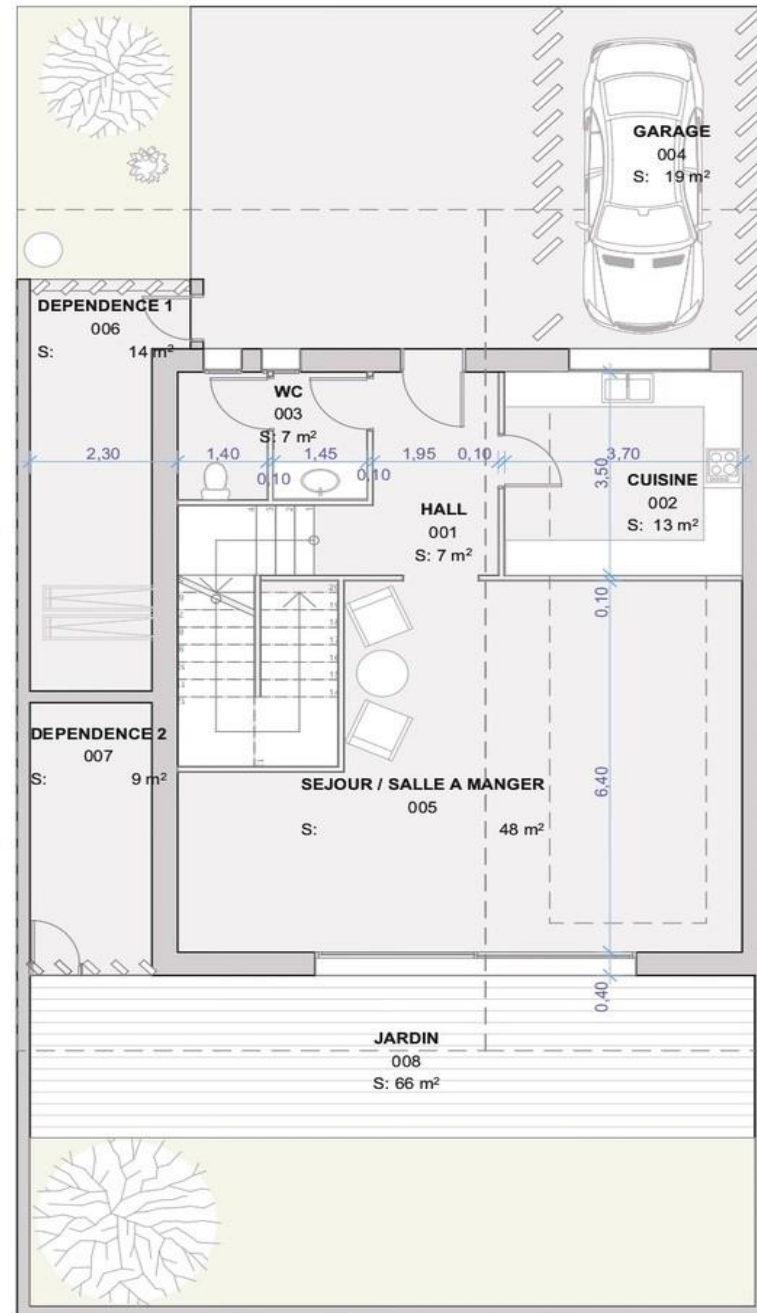 GARAGE
004
S: 19 m²
DEPENDENCE 1
006
S: 14 m²
WC
003
S: 7 m²
2,30
1,40
0,10
1,45
0,10
1,95
0,10
3,70
3,50
CUISINE
002
S: 13 m²
HALL
001
S: 7 m²
0,10
DEPENDENCE 2
007
S: 9 m²
6,40
SEJOUR / SALLE A MANGER
005
S: 48 m²
0,40
JARDIN
008
S: 66 m²